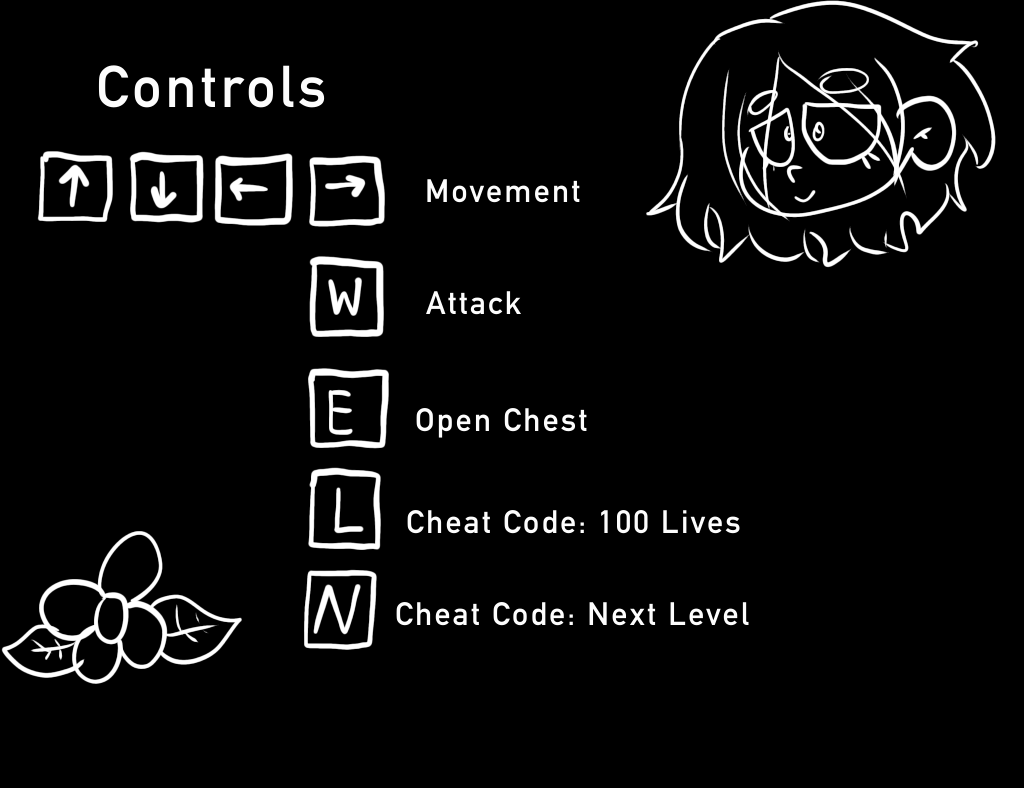 Controls
↑ ↓ ← → Movement
W Attack
E Open Chest
L Cheat Code: 100 Lives
N Cheat Code: Next Level